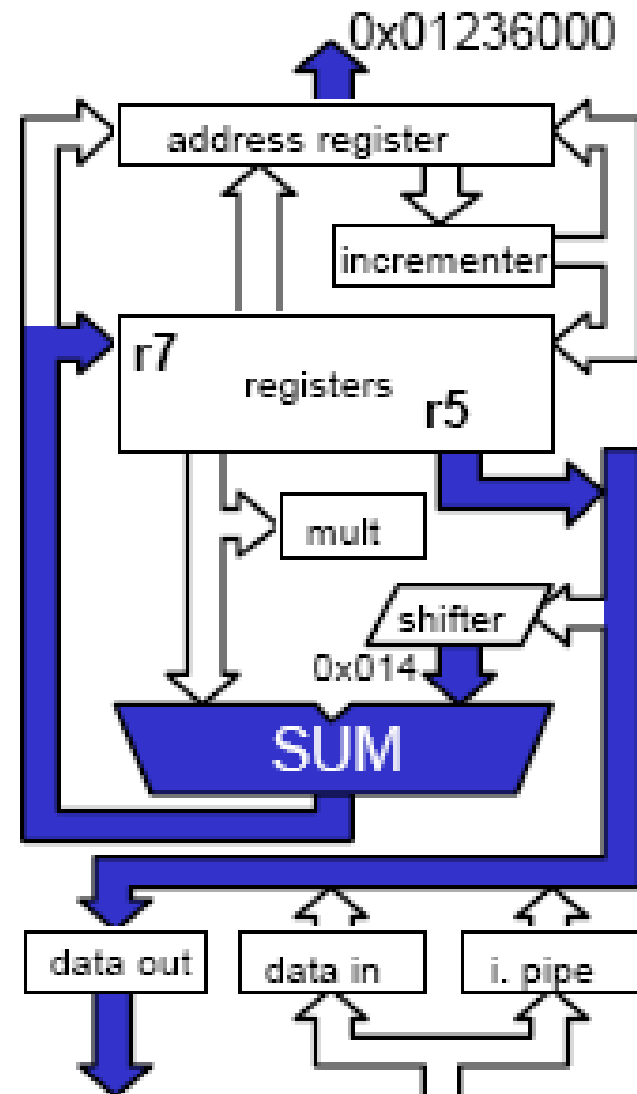 0x01236000
address register
incrementer
r7
registers
r5
mult
shifter
0x014
SUM
data out
data in
i. pipe